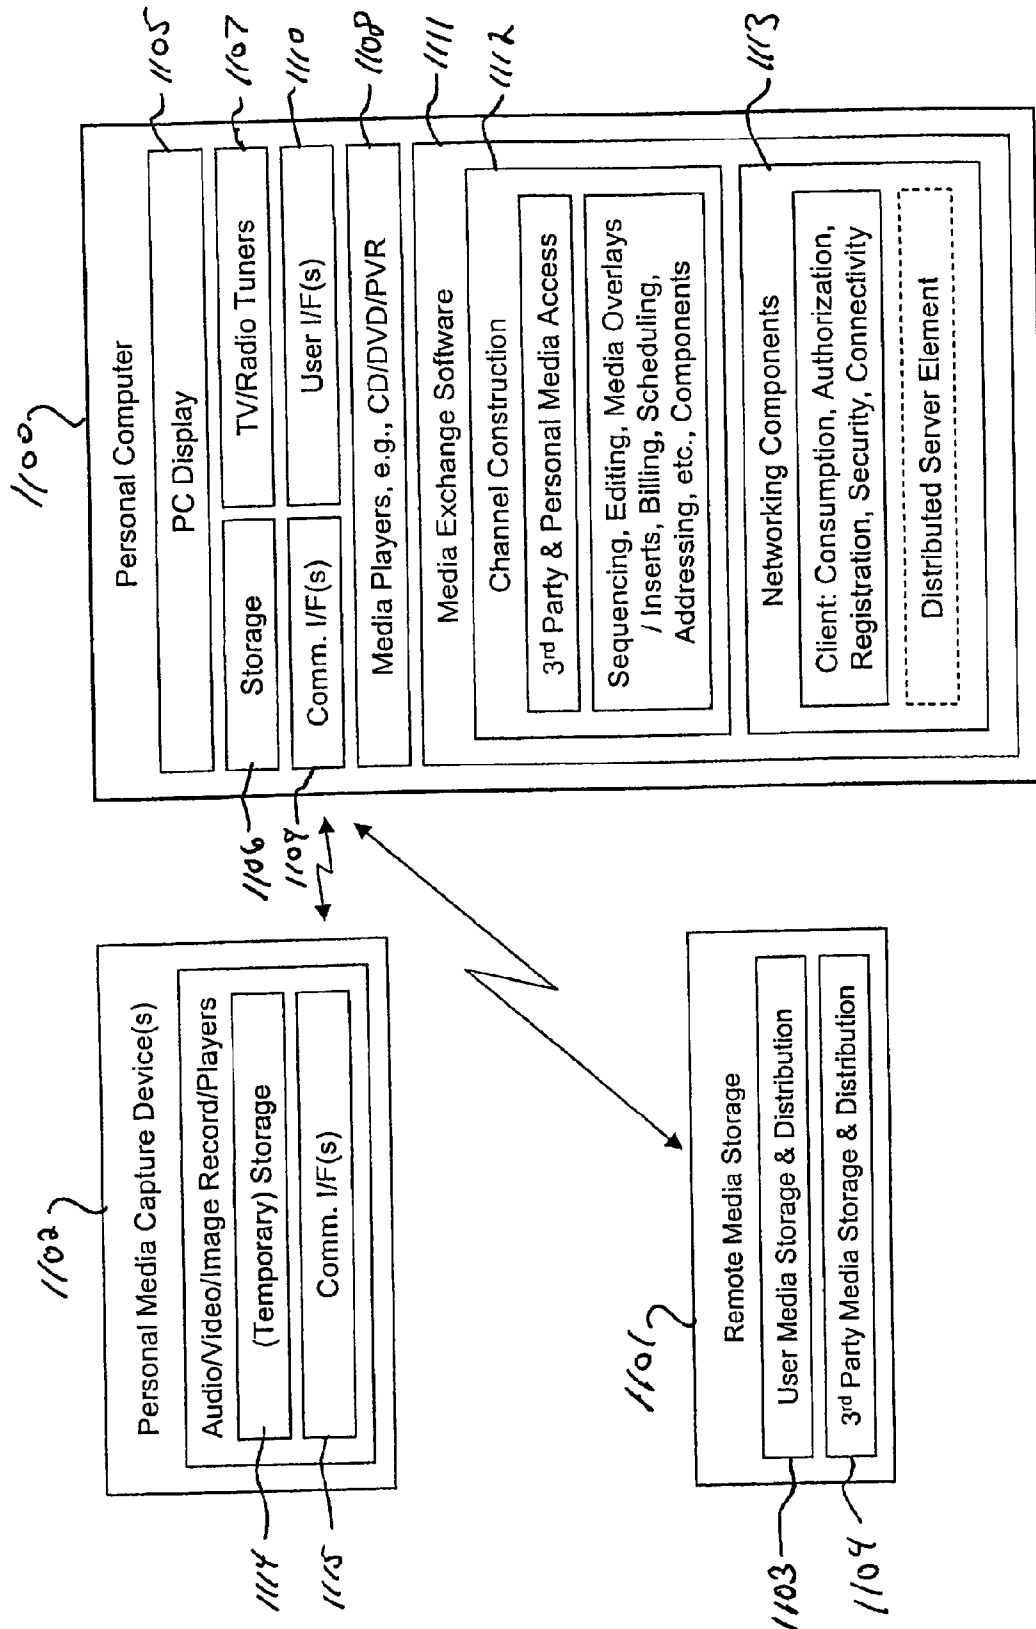 1102
Personal Media Capture Device(s)
Audio/Video/Image Record/Players
(Temporary) Storage
Comm. I/F(s)
1114
1115
1100
Personal Computer
PC Display
1105
Storage
TV/Radio Tuners
1106
1107
Comm. I/F(s)
User I/F(s)
1109
1110
Media Players, e.g., CD/DVD/PVR
1108
Media Exchange Software
1111
Channel Construction
1112
3rd Party & Personal Media Access
Sequencing, Editing, Media Overlays
/ Inserts, Billing, Scheduling,
Addressing, etc., Components
Networking Components
1113
Client: Consumption, Authorization,
Registration, Security, Connectivity
Distributed Server Element
1101
Remote Media Storage
User Media Storage & Distribution
3rd Party Media Storage & Distribution
1103
1104